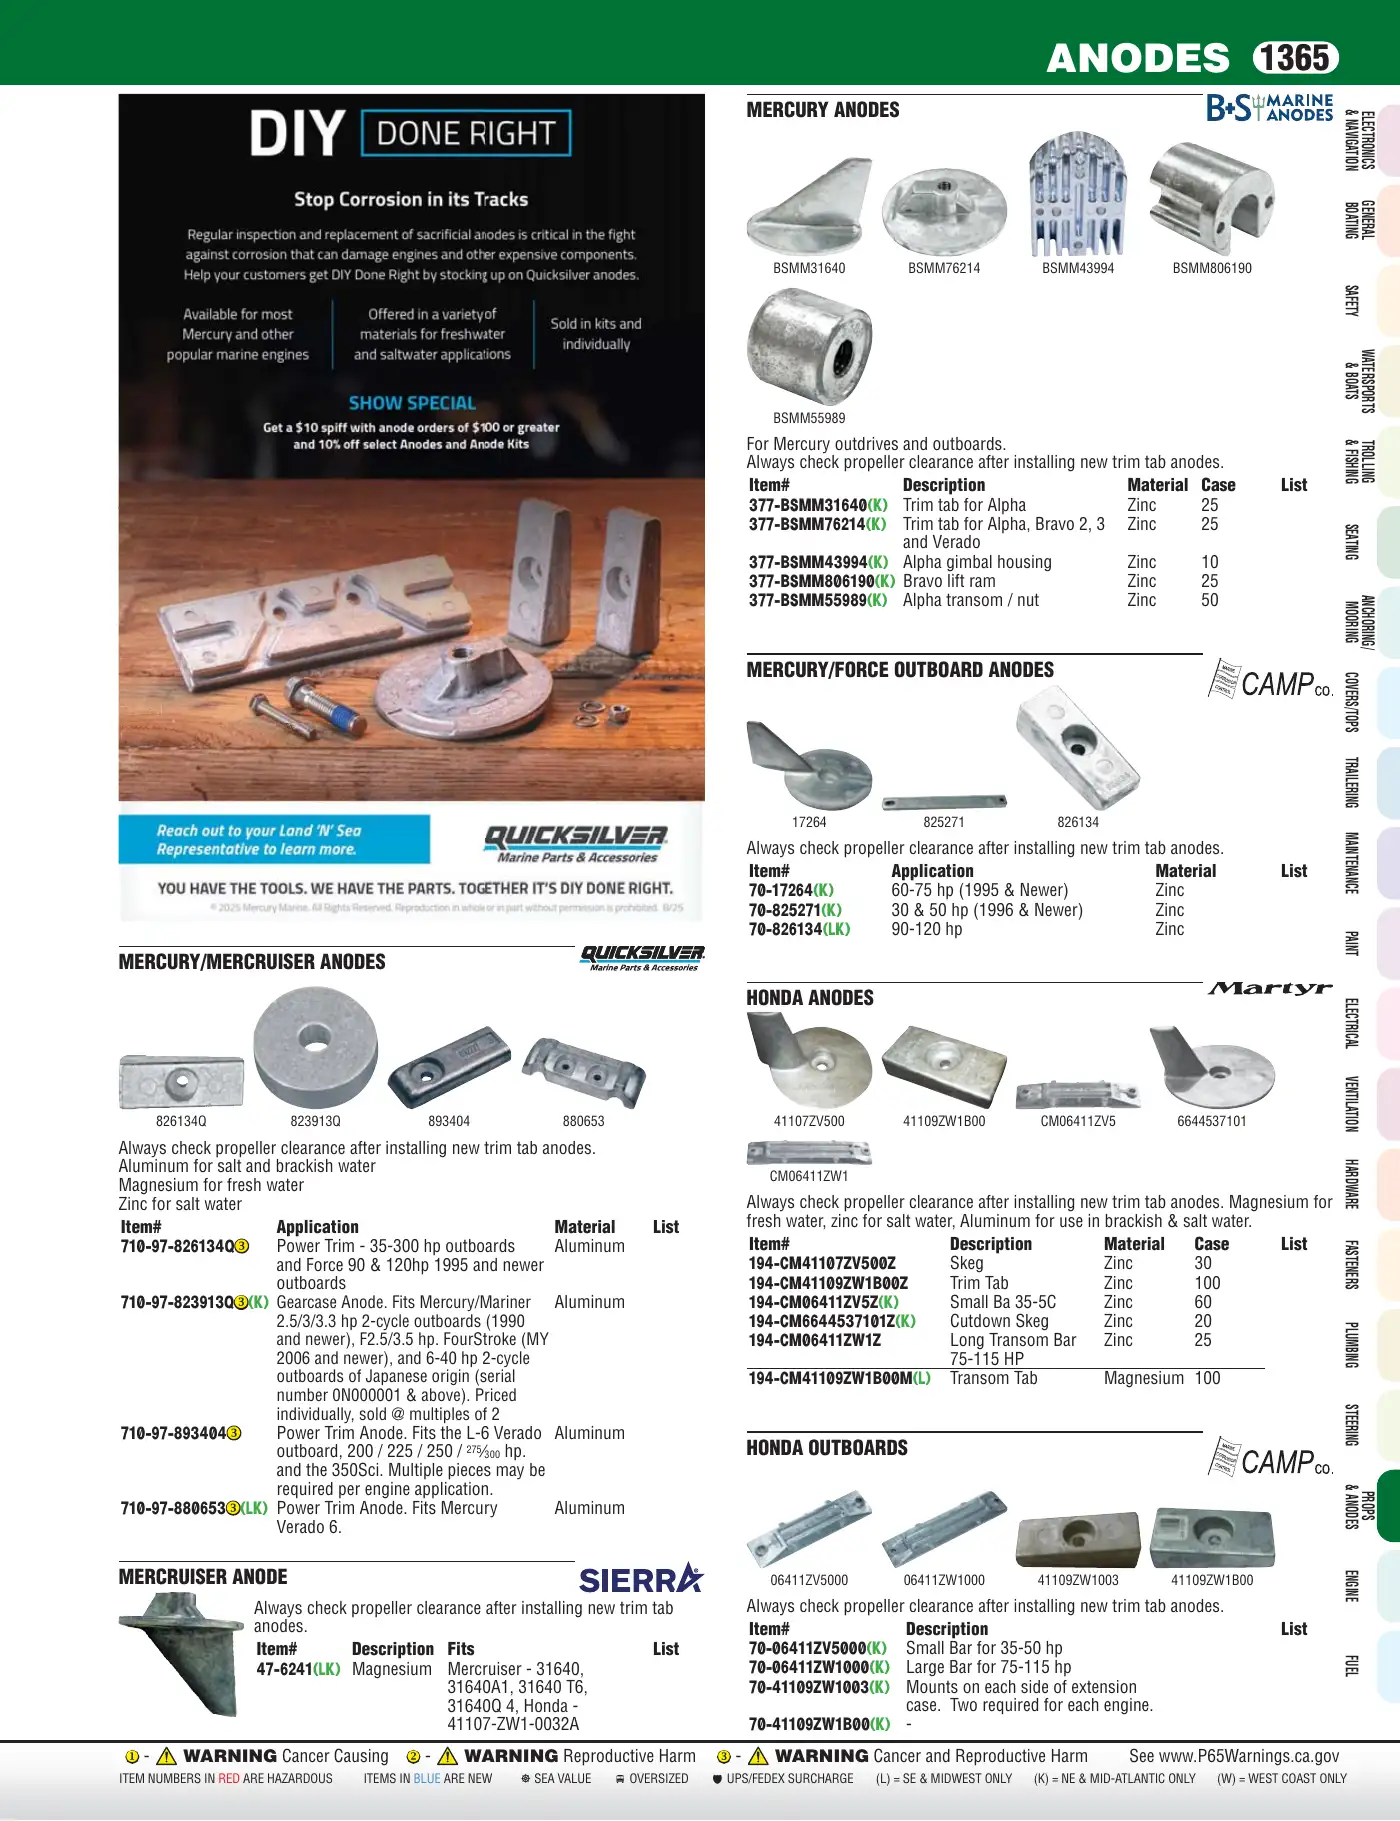 ANODES 1365
DIY DONE RIGHT
Stop Corrosion in its Tracks
Regular inspection and replacement of sacrificial anodes is critical in the fight
against corrosion that can damage engines and other expensive components.
Help your customers get DIY Done Right by stocking up on Quicksilver anodes.
Available for most
Mercury and other
popular marine engines
Offered in a variety of
materials for freshwater
and saltwater applications
Sold in kits and
individually
SHOW SPECIAL
Get a $10 spiff with anode orders of $100 or greater
and 10% off select Anodes and Anode Kits
Reach out to your Land 'N' Sea
Representative to learn more.
QUICKSILVER
Marine Parts & Accessories
YOU HAVE THE TOOLS. WE HAVE THE PARTS. TOGETHER IT'S DIY DONE RIGHT.
© 2025 Mercury Marine. All Rights Reserved. Reproduction in whole or in part without permission is prohibited. 8/25
MERCURY/MERCRUISER ANODES
QUICKSILVER
Marine Parts & Accessories
826134Q 823913Q 893404 880653
Always check propeller clearance after installing new trim tab anodes.
Aluminum for salt and brackish water
Magnesium for fresh water
Zinc for salt water
Item# Application Material List
710-97-826134Q③ Power Trim - 35-300 hp outboards Aluminum
and Force 90 & 120hp 1995 and newer
outboards
710-97-823913Q③(K) Gearcase Anode. Fits Mercury/Mariner Aluminum
2.5/3/3.3 hp 2-cycle outboards (1990
and newer), F2.5/3.5 hp. FourStroke (MY
2006 and newer), and 6-40 hp 2-cycle
outboards of Japanese origin (serial
number 0N000001 & above). Priced
individually, sold @ multiples of 2
710-97-893404③ Power Trim Anode. Fits the L-6 Verado Aluminum
outboard, 200 / 225 / 250 / 275⁄300 hp.
and the 350Sci. Multiple pieces may be
required per engine application.
710-97-880653③(LK) Power Trim Anode. Fits Mercury Aluminum
Verado 6.
MERCRUISER ANODE
SIERRA
Always check propeller clearance after installing new trim tab
anodes.
Item# Description Fits List
47-6241(LK) Magnesium Mercruiser - 31640,
31640A1, 31640 T6,
31640Q 4, Honda -
41107-ZW1-0032A
MERCURY ANODES
B+S MARINE
ANODES
BSMM31640 BSMM76214 BSMM43994 BSMM806190
BSMM55989
For Mercury outdrives and outboards.
Always check propeller clearance after installing new trim tab anodes.
Item# Description Material Case List
377-BSMM31640(K) Trim tab for Alpha Zinc 25
377-BSMM76214(K) Trim tab for Alpha, Bravo 2, 3 Zinc 25
and Verado
377-BSMM43994(K) Alpha gimbal housing Zinc 10
377-BSMM806190(K) Bravo lift ram Zinc 25
377-BSMM55989(K) Alpha transom / nut Zinc 50
MERCURY/FORCE OUTBOARD ANODES
CAMP CO.
17264 825271 826134
Always check propeller clearance after installing new trim tab anodes.
Item# Application Material List
70-17264(K) 60-75 hp (1995 & Newer) Zinc
70-825271(K) 30 & 50 hp (1996 & Newer) Zinc
70-826134(LK) 90-120 hp Zinc
HONDA ANODES
Martyr
41107ZV500 41109ZW1B00 CM06411ZV5 6644537101
CM06411ZW1
Always check propeller clearance after installing new trim tab anodes. Magnesium for
fresh water, zinc for salt water, Aluminum for use in brackish & salt water.
Item# Description Material Case List
194-CM41107ZV500Z Skeg Zinc 30
194-CM41109ZW1B00Z Trim Tab Zinc 100
194-CM06411ZV5Z(K) Small Ba 35-5C Zinc 60
194-CM6644537101Z(K) Cutdown Skeg Zinc 20
194-CM06411ZW1Z Long Transom Bar Zinc 25
75-115 HP
194-CM41109ZW1B00M(L) Transom Tab Magnesium 100
HONDA OUTBOARDS
CAMP CO.
06411ZV5000 06411ZW1000 41109ZW1003 41109ZW1B00
Always check propeller clearance after installing new trim tab anodes.
Item# Description List
70-06411ZV5000(K) Small Bar for 35-50 hp
70-06411ZW1000(K) Large Bar for 75-115 hp
70-41109ZW1003(K) Mounts on each side of extension
case. Two required for each engine.
70-41109ZW1B00(K) -
ELECTRONICS
& NAVIGATION
GENERAL
BOATING
SAFETY
WATERSPORTS
& BOATS
TROLLING
& FISHING
SEATING
ANCHORING/
MOORING
COVERS/TOPS
TRAILERING
MAINTENANCE
PAINT
ELECTRICAL
VENTILATION
HARDWARE
FASTENERS
PLUMBING
STEERING
PROPS
& ANODES
ENGINE
FUEL
① - ⚠ WARNING Cancer Causing ② - ⚠ WARNING Reproductive Harm ③ - ⚠ WARNING Cancer and Reproductive Harm See www.P65Warnings.ca.gov
ITEM NUMBERS IN RED ARE HAZARDOUS ITEMS IN BLUE ARE NEW SEA VALUE OVERSIZED UPS/FEDEX SURCHARGE (L) = SE & MIDWEST ONLY (K) = NE & MID-ATLANTIC ONLY (W) = WEST COAST ONLY